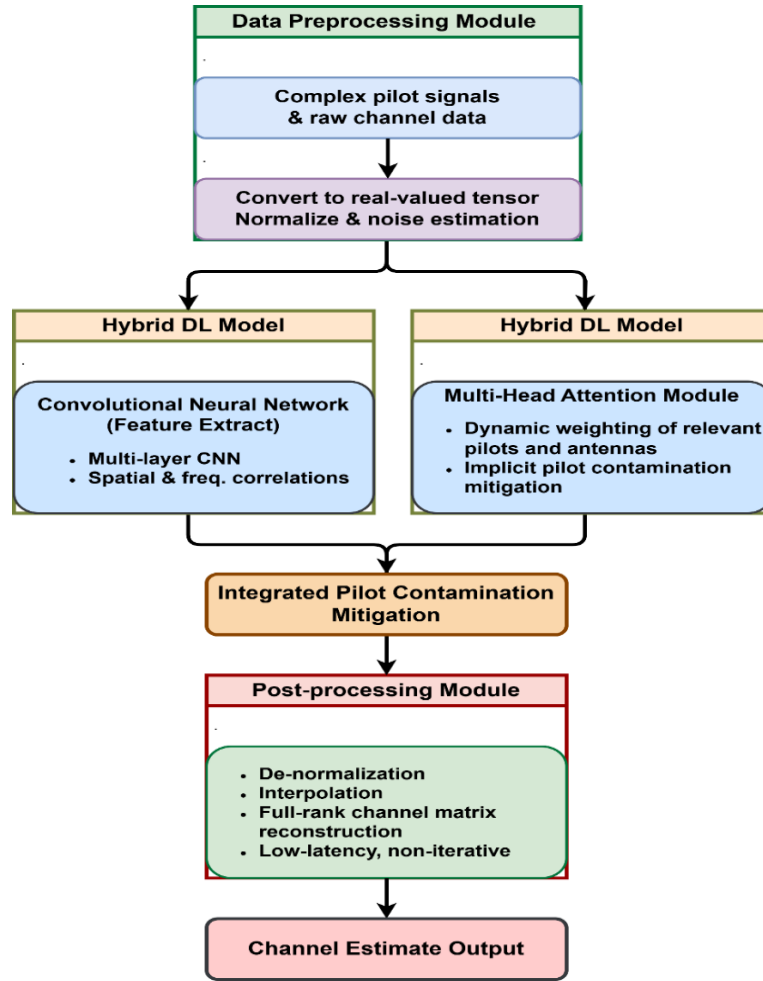 Data Preprocessing Module
.
Complex pilot signals
& raw channel data
.
Convert to real-valued tensor
Normalize & noise estimation
Hybrid DL Model
.
Convolutional Neural Network
(Feature Extract)
• Multi-layer CNN
• Spatial & freq. correlations
Hybrid DL Model
.
Multi-Head Attention Module
• Dynamic weighting of relevant
pilots and antennas
• Implicit pilot contamination
mitigation
Integrated Pilot Contamination
Mitigation
Post-processing Module
.
• De-normalization
• Interpolation
• Full-rank channel matrix
reconstruction
• Low-latency, non-iterative
Channel Estimate Output